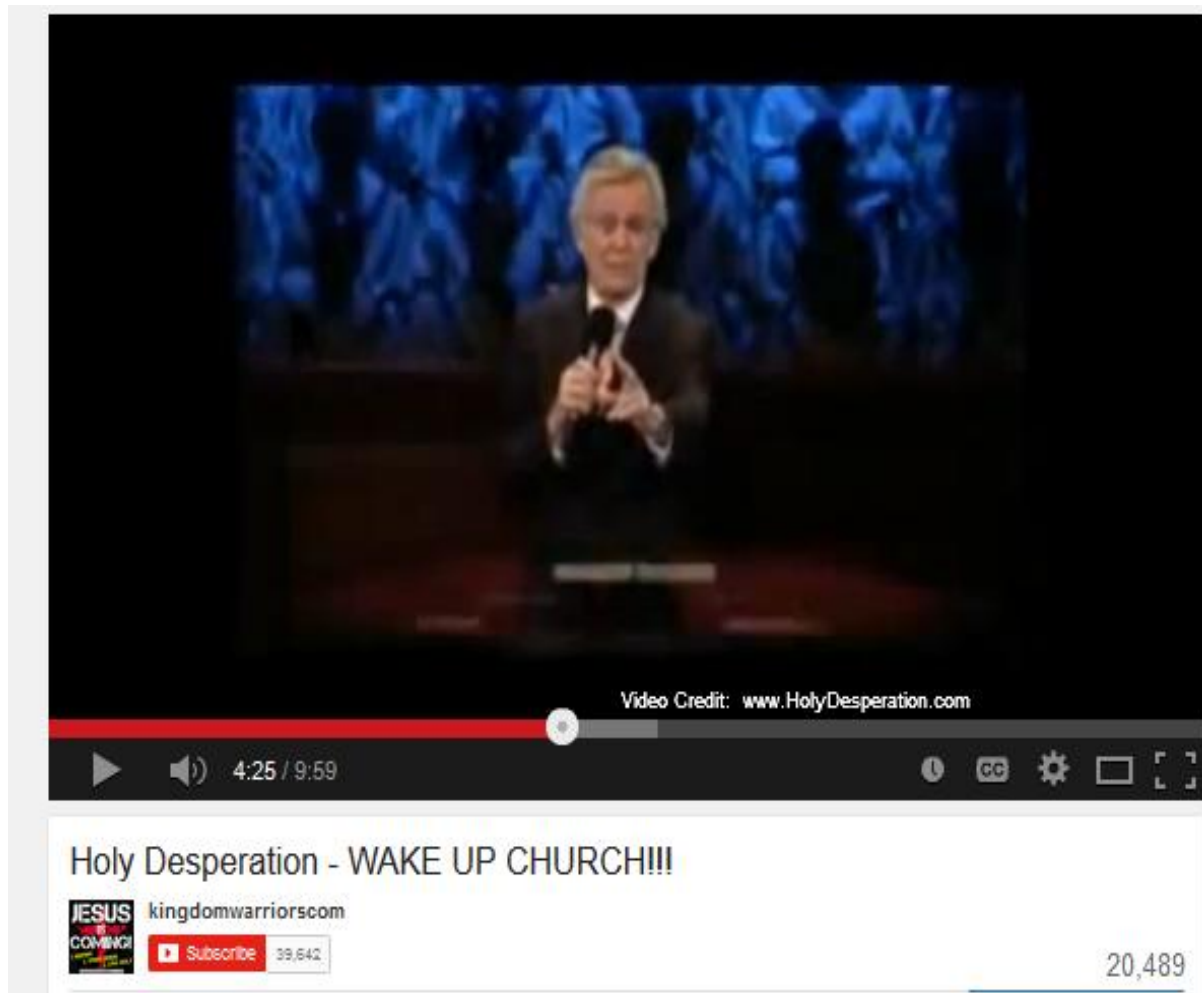 Video Credit: www.HolyDesperation.com
4:25 / 9:59
CC
Holy Desperation - WAKE UP CHURCH!!!
JESUS
IS
COMING!
kingdomwarriorscom
Subscribe 39,642
20,489